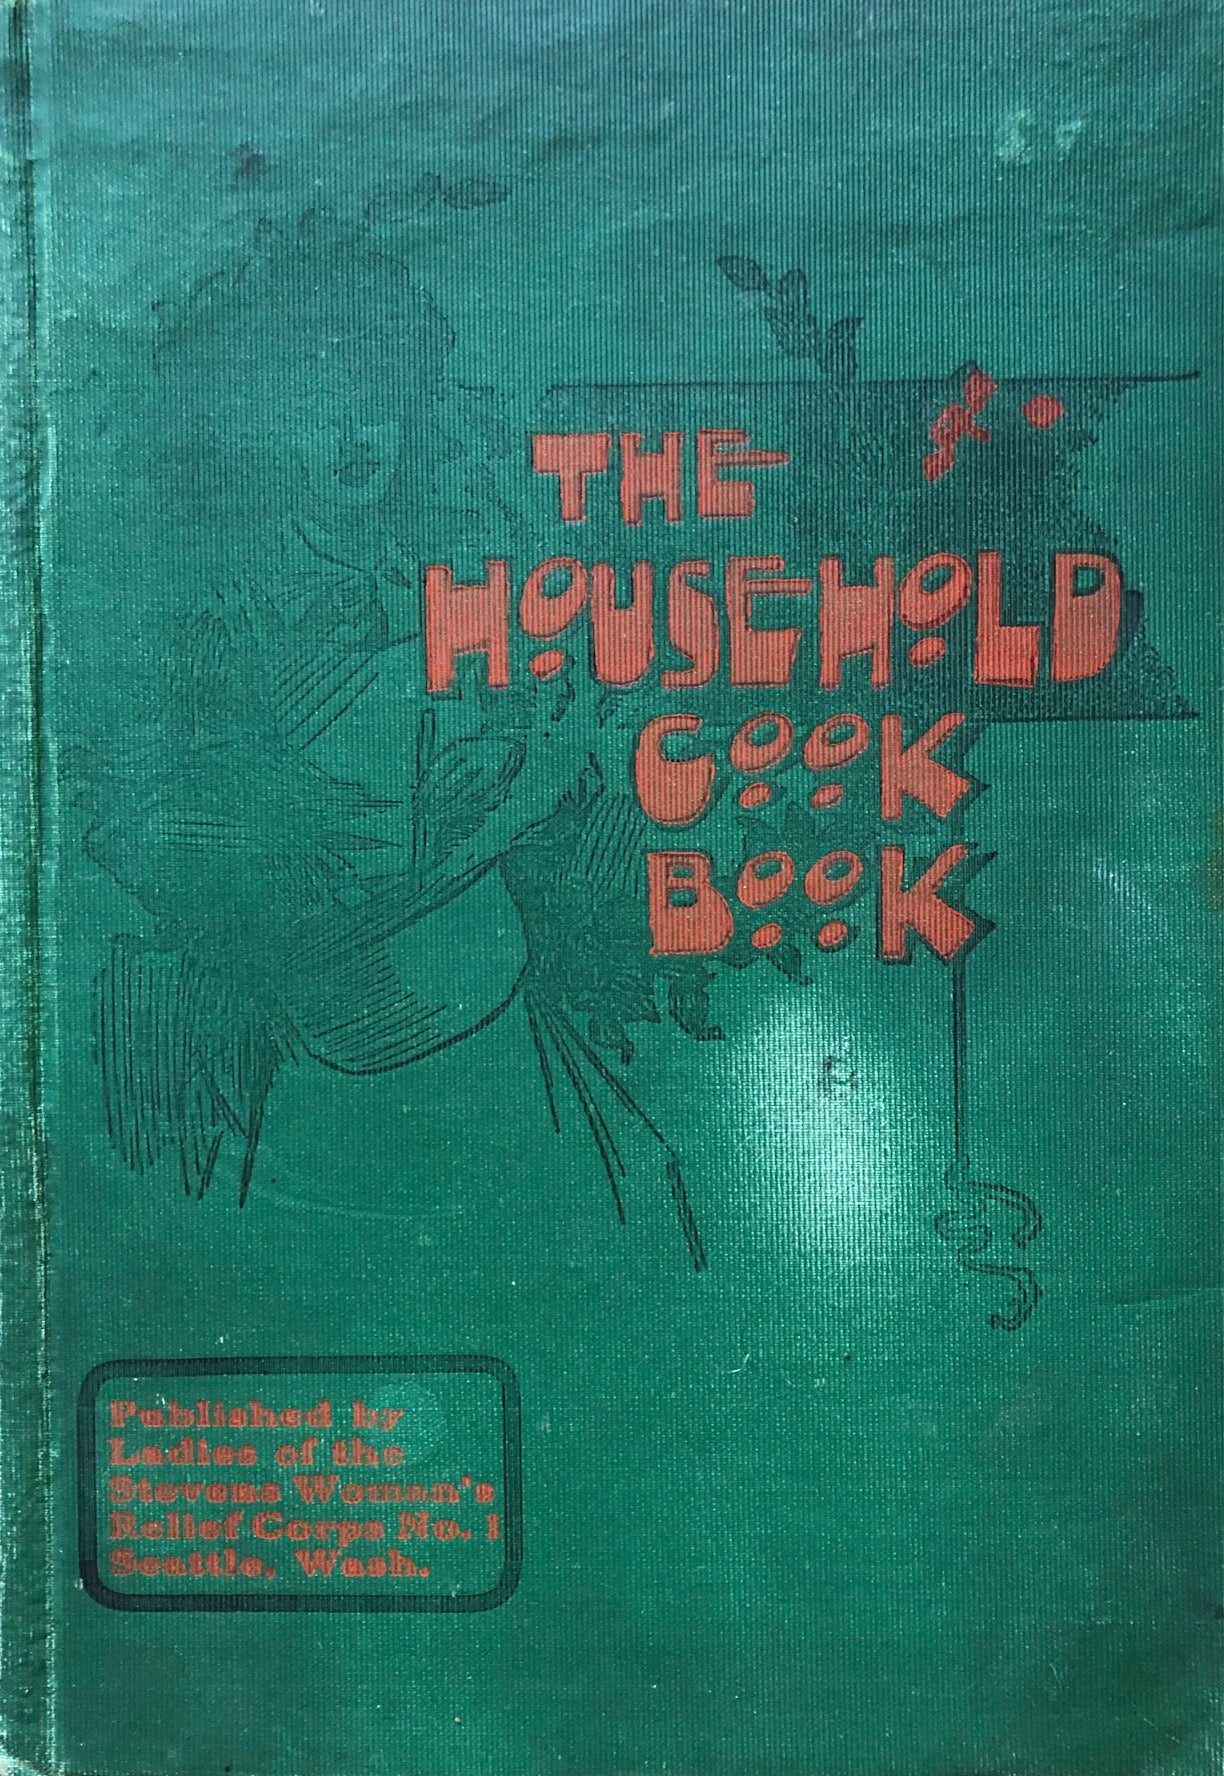 THE
HOUSEHOLD
COOK
BOOK
Published by
Ladies of the
Stevens Woman's
Relief Corps No. 1
Seattle, Wash.